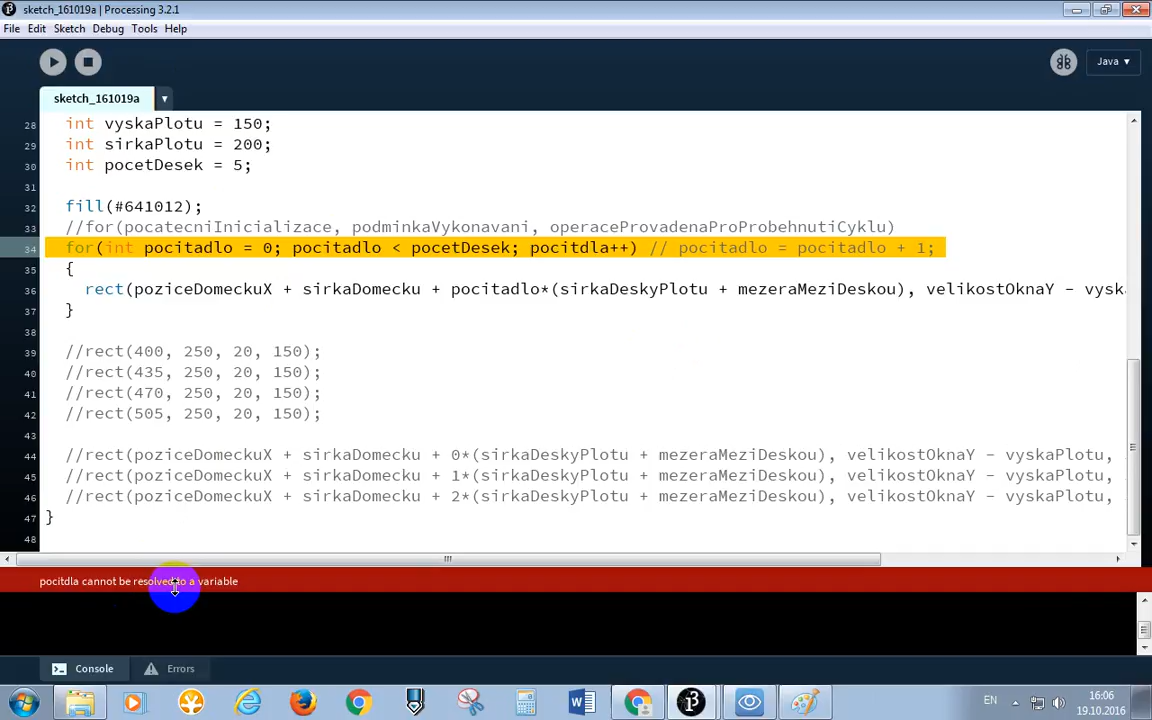 sketch_161019a | Processing 3.2.1
File Edit Sketch Debug Tools Help
Java ▾
sketch_161019a ▾
28 int vyskaPlotu = 150;
29 int sirkaPlotu = 200;
30 int pocetDesek = 5;
31
32 fill(#641012);
33 //for(pocatecniInicializace, podminkaVykonavani, operaceProvadenaProProbehnutiCyklu)
34 for(int pocitadlo = 0; pocitadlo < pocetDesek; pocitdla++) // pocitadlo = pocitadlo + 1;
35 {
36 rect(poziceDomeckuX + sirkaDomecku + pocitadlo*(sirkaDeskyPlotu + mezeraMeziDeskou), velikostOknaY - vysk
37 }
38
39 //rect(400, 250, 20, 150);
40 //rect(435, 250, 20, 150);
41 //rect(470, 250, 20, 150);
42 //rect(505, 250, 20, 150);
43
44 //rect(poziceDomeckuX + sirkaDomecku + 0*(sirkaDeskyPlotu + mezeraMeziDeskou), velikostOknaY - vyskaPlotu,
45 //rect(poziceDomeckuX + sirkaDomecku + 1*(sirkaDeskyPlotu + mezeraMeziDeskou), velikostOknaY - vyskaPlotu,
46 //rect(poziceDomeckuX + sirkaDomecku + 2*(sirkaDeskyPlotu + mezeraMeziDeskou), velikostOknaY - vyskaPlotu,
47 }
48
pocitdla cannot be resolved to a variable
Console Errors
EN 16:06
19.10.2016